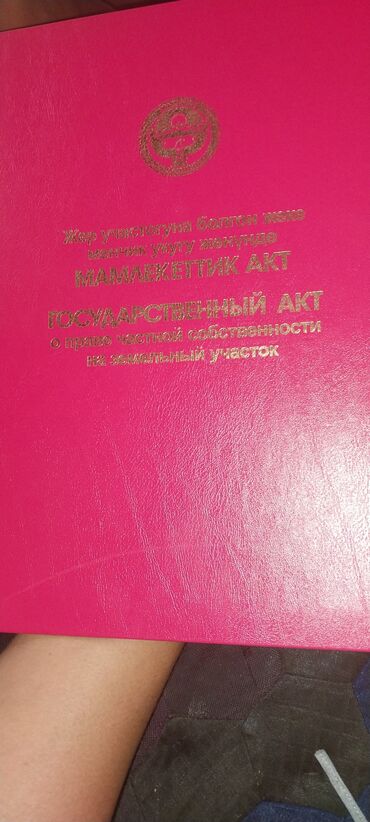 Жер участогуна болгон жеке
менчик укугу жөнүндө
МАМЛЕКЕТТИК АКТ
ГОСУДАРСТВЕННЫЙ АКТ
о праве частной собственности
на земельный участок